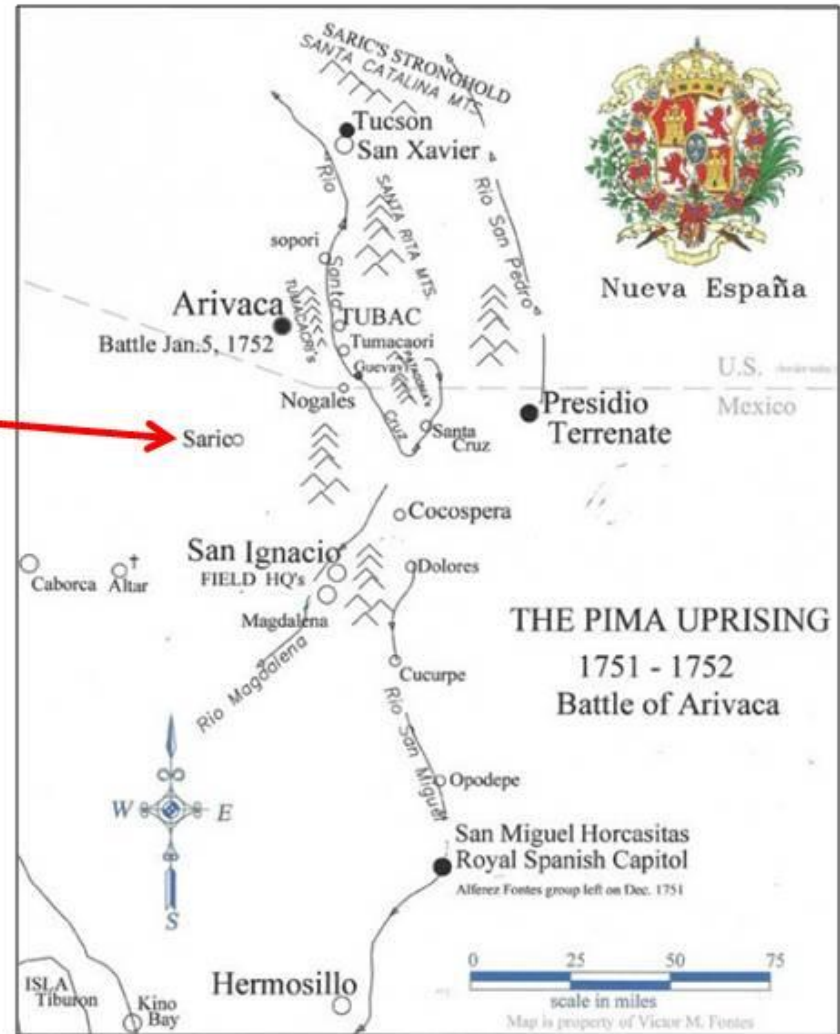 SARIC'S STRONGHOLD
SANTA CATALINA MTS.
Tucson
San Xavier
Rio
Santa
Cruz
SANTA RITA MTS.
Rio San Pedro
sopori
Nueva España
Arivaca
Battle Jan.5, 1752
TUMACAORI's
TUBAC
Tumacaori
Guevavi
PATAGONIA'S
U.S.
Mexico
Nogales
Presidio
Terrenate
Saric
Santa
Cruz
Cocospera
San Ignacio
FIELD HQ's
Dolores
Caborca
Altar
Magdalena
Rio Magdalena
THE PIMA UPRISING
1751 - 1752
Battle of Arivaca
Cucurpe
Rio San Miguel
Opodepe
W
E
S
San Miguel Horcasitas
Royal Spanish Capitol
Alferez Fontes group left on Dec. 1751
Hermosillo
ISLA
Tiburon
Kino
Bay
0 25 50 75
scale in miles
Map is property of Victor M. Fontes